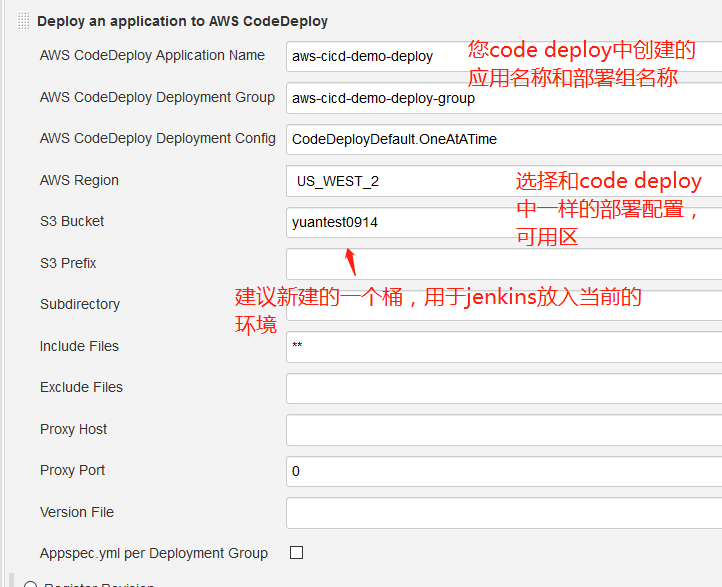 Deploy an application to AWS CodeDeploy
AWS CodeDeploy Application Name
aws-cicd-demo-deploy
您code deploy中创建的
应用名称和部署组名称
AWS CodeDeploy Deployment Group
aws-cicd-demo-deploy-group
AWS CodeDeploy Deployment Config
CodeDeployDefault.OneAtATime
AWS Region
US_WEST_2
选择和code deploy
中一样的部署配置，
可用区
S3 Bucket
yuantest0914
S3 Prefix
建议新建的一个桶，用于jenkins放入当前的
环境
Subdirectory
Include Files
**
Exclude Files
Proxy Host
Proxy Port
0
Version File
Appspec.yml per Deployment Group
Register Revision